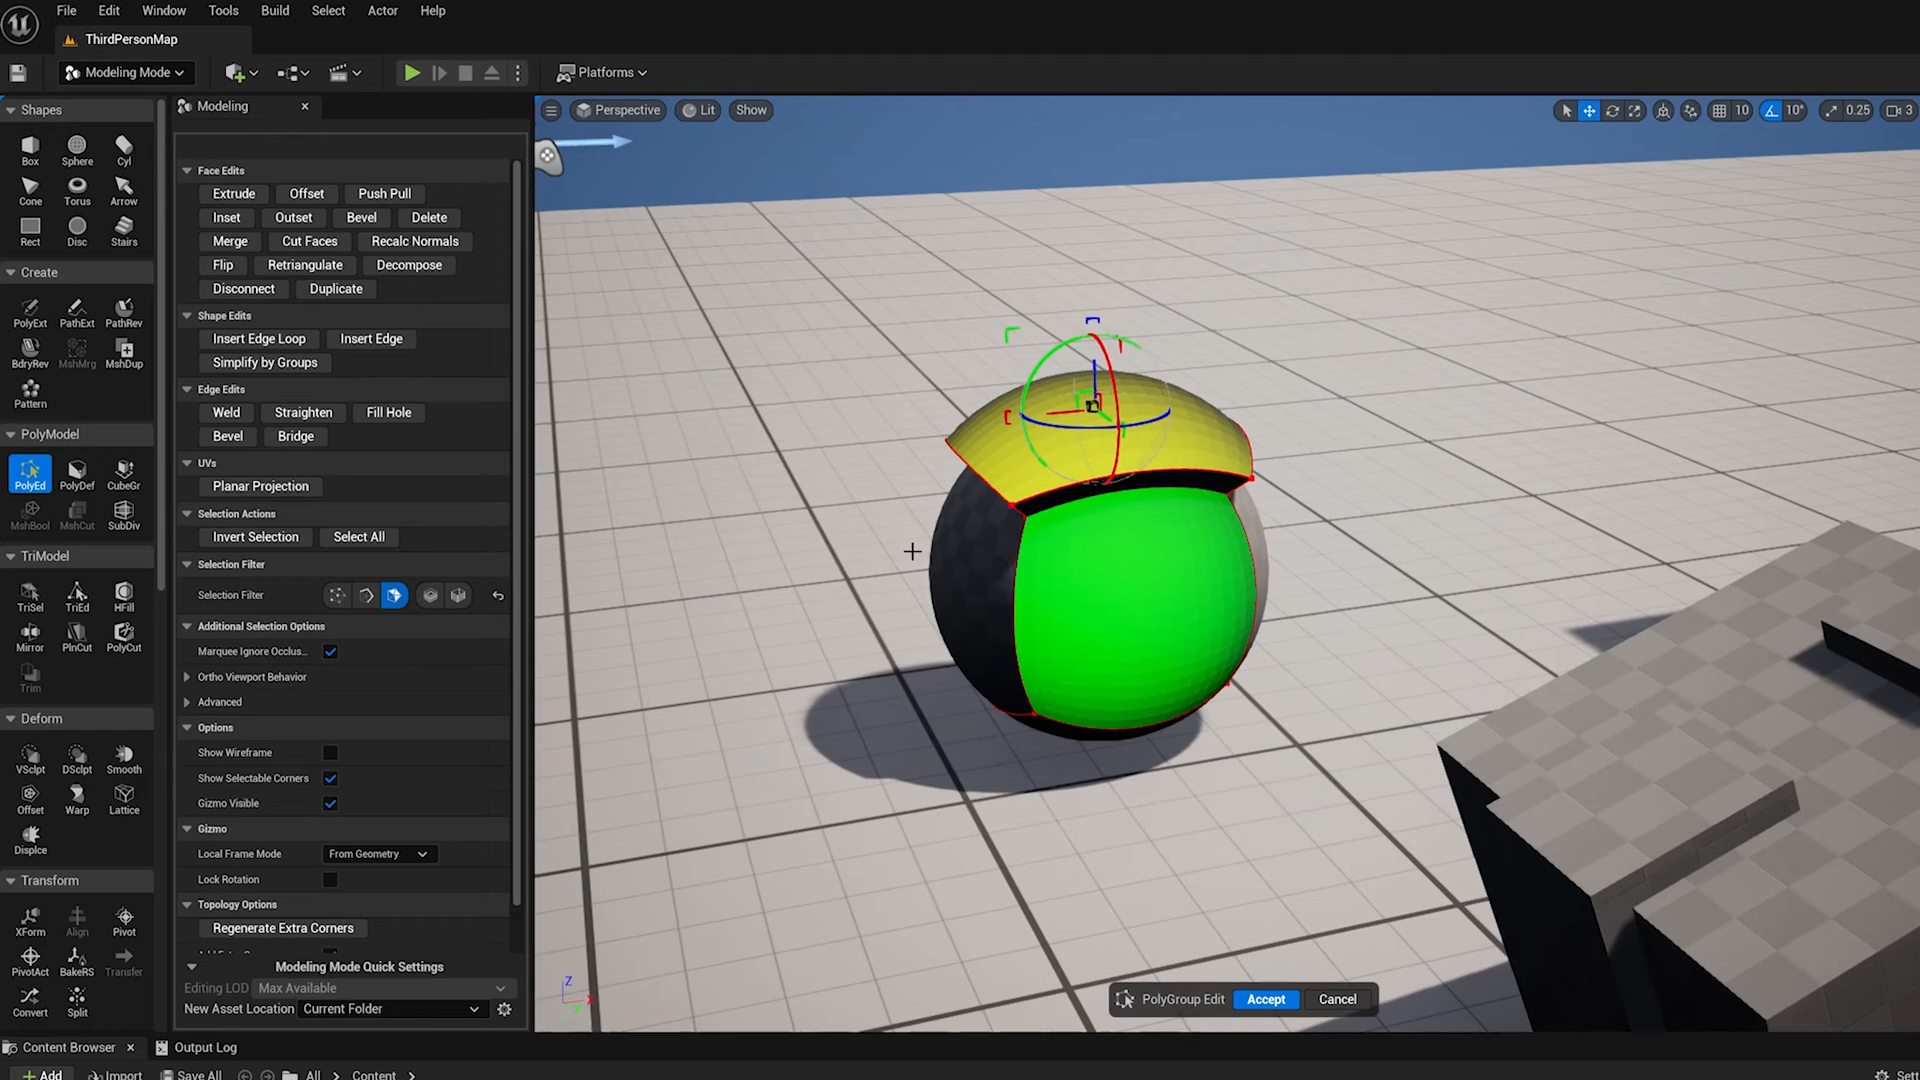 File Edit Window Tools Build Select Actor Help
ThirdPersonMap
Modeling Mode
Platforms
Shapes
Box Sphere Cyl
Cone Torus Arrow
Rect Disc Stairs
Create
PolyExt PathExt PathRev
BdryRev MshMrg MshDup
Pattern
PolyModel
PolyEd PolyDef CubeGr
MshBool MshCut SubDiv
TriModel
TriSel TriEd HFill
Mirror PlnCut PolyCut
Trim
Deform
VSclpt DSclpt Smooth
Offset Warp Lattice
Displce
Transform
XForm Align Pivot
PivotAct BakeRS Transfer
Convert Split
Modeling
Face Edits
Extrude Offset Push Pull
Inset Outset Bevel Delete
Merge Cut Faces Recalc Normals
Flip Retriangulate Decompose
Disconnect Duplicate
Shape Edits
Insert Edge Loop Insert Edge
Simplify by Groups
Edge Edits
Weld Straighten Fill Hole
Bevel Bridge
UVs
Planar Projection
Selection Actions
Invert Selection Select All
Selection Filter
Selection Filter
Additional Selection Options
Marquee Ignore Occlus...
Ortho Viewport Behavior
Advanced
Options
Show Wireframe
Show Selectable Corners
Gizmo Visible
Gizmo
Local Frame Mode From Geometry
Lock Rotation
Topology Options
Regenerate Extra Corners
Modeling Mode Quick Settings
Editing LOD Max Available
New Asset Location Current Folder
Perspective Lit Show
10 10° 0.25 3
Z
X
PolyGroup Edit Accept Cancel
Content Browser Output Log
Add Import Save All All Content